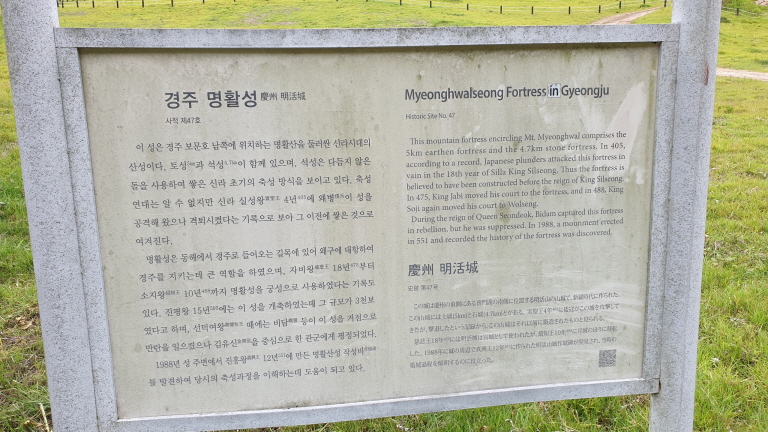 경주 명활성 慶州 明活城
사적 제47호
이 성은 경주 보문호 남쪽에 위치하는 명활산을 둘러싼 신라시대의
산성이다. 토성과 석성이 함께 있으며, 석성은 다듬지 않은
돌을 사용하여 쌓은 신라 초기의 축성 방식을 보이고 있다. 축성
연대는 알 수 없지만 신라 실성왕 4년에 왜병이 이 성을
공격해 왔으나 격퇴시켰다는 기록으로 보아 그 이전에 쌓은 것으로
여겨진다.
명활성은 동해에서 경주로 들어오는 길목에 있어 왜구에 대항하여
경주를 지키는데 큰 역할을 하였으며, 자비왕 18년부터
소지왕 10년까지 명활성을 궁성으로 사용하였다는 기록도
있다. 진평왕 15년에는 이 성을 개축하였는데 그 규모가 3천보
였다고 하며, 선덕여왕 때에는 비담 등이 이 성을 거점으로
반란을 일으켰으나 김유신을 중심으로 한 관군에게 평정되었다.
1988년 성 주변에서 진흥왕 12년에 만든 명활산성 작성비
를 발견하여 당시의 축성과정을 이해하는데 도움이 되고 있다.
Myeonghwalseong Fortress in Gyeongju
Historic Site No. 47
This mountain fortress encircling Mt. Myeonghwal comprises the
5km earthen fortress and the 4.7km stone fortress. In 405,
according to a record, Japanese plunders attacked this fortress in
vain in the 18th year of Silla King Silseong. Thus the fortress is
believed to have been constructed before the reign of King Silseong.
In 475, King Jabi moved his court to the fortress, and in 488, King
Soji again moved his court to Wolseng.
During the reign of Queen Seondeok, Bidam captured this fortress
in rebellion, but he was suppressed. In 1988, a mounment erected
in 551 and recorded the history of the fortress was discovered.
慶州 明活城
史跡 第47号